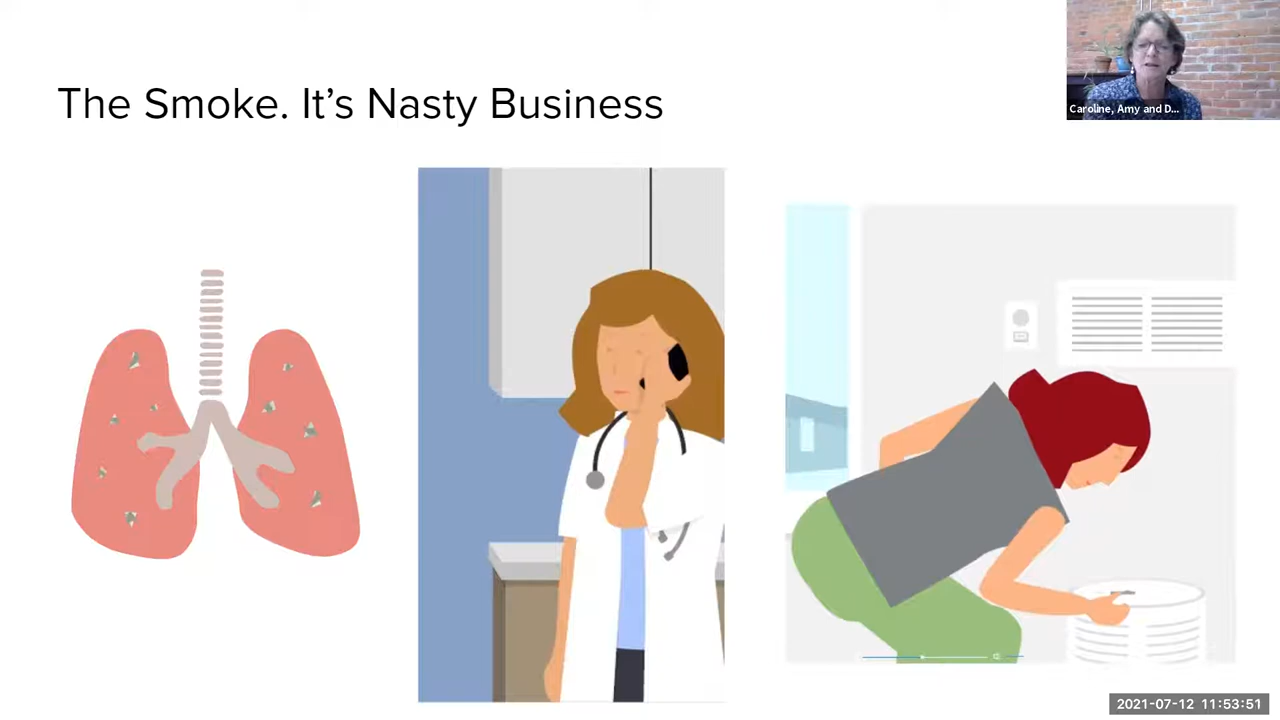 The Smoke. It’s Nasty Business
Caroline, Amy and D...
2021-07-12 11:53:51